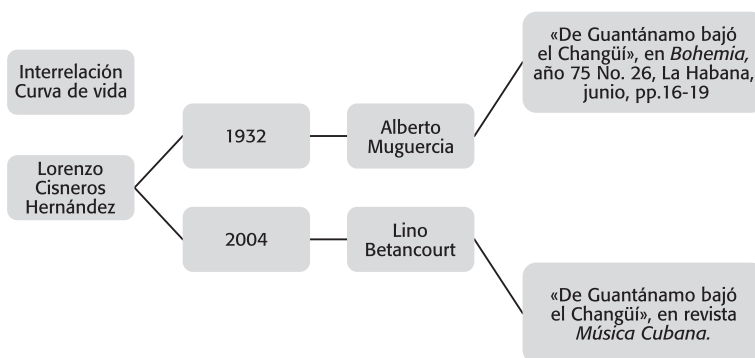 Interrelación
Curva de vida
Lorenzo
Cisneros
Hernández
1932
Alberto
Muguercia
«De Guantánamo bajó
el Changüí», en Bohemia,
año 75 No. 26, La Habana,
junio, pp.16-19
2004
Lino
Betancourt
«De Guantánamo bajó
el Changüí», en revista
Música Cubana.